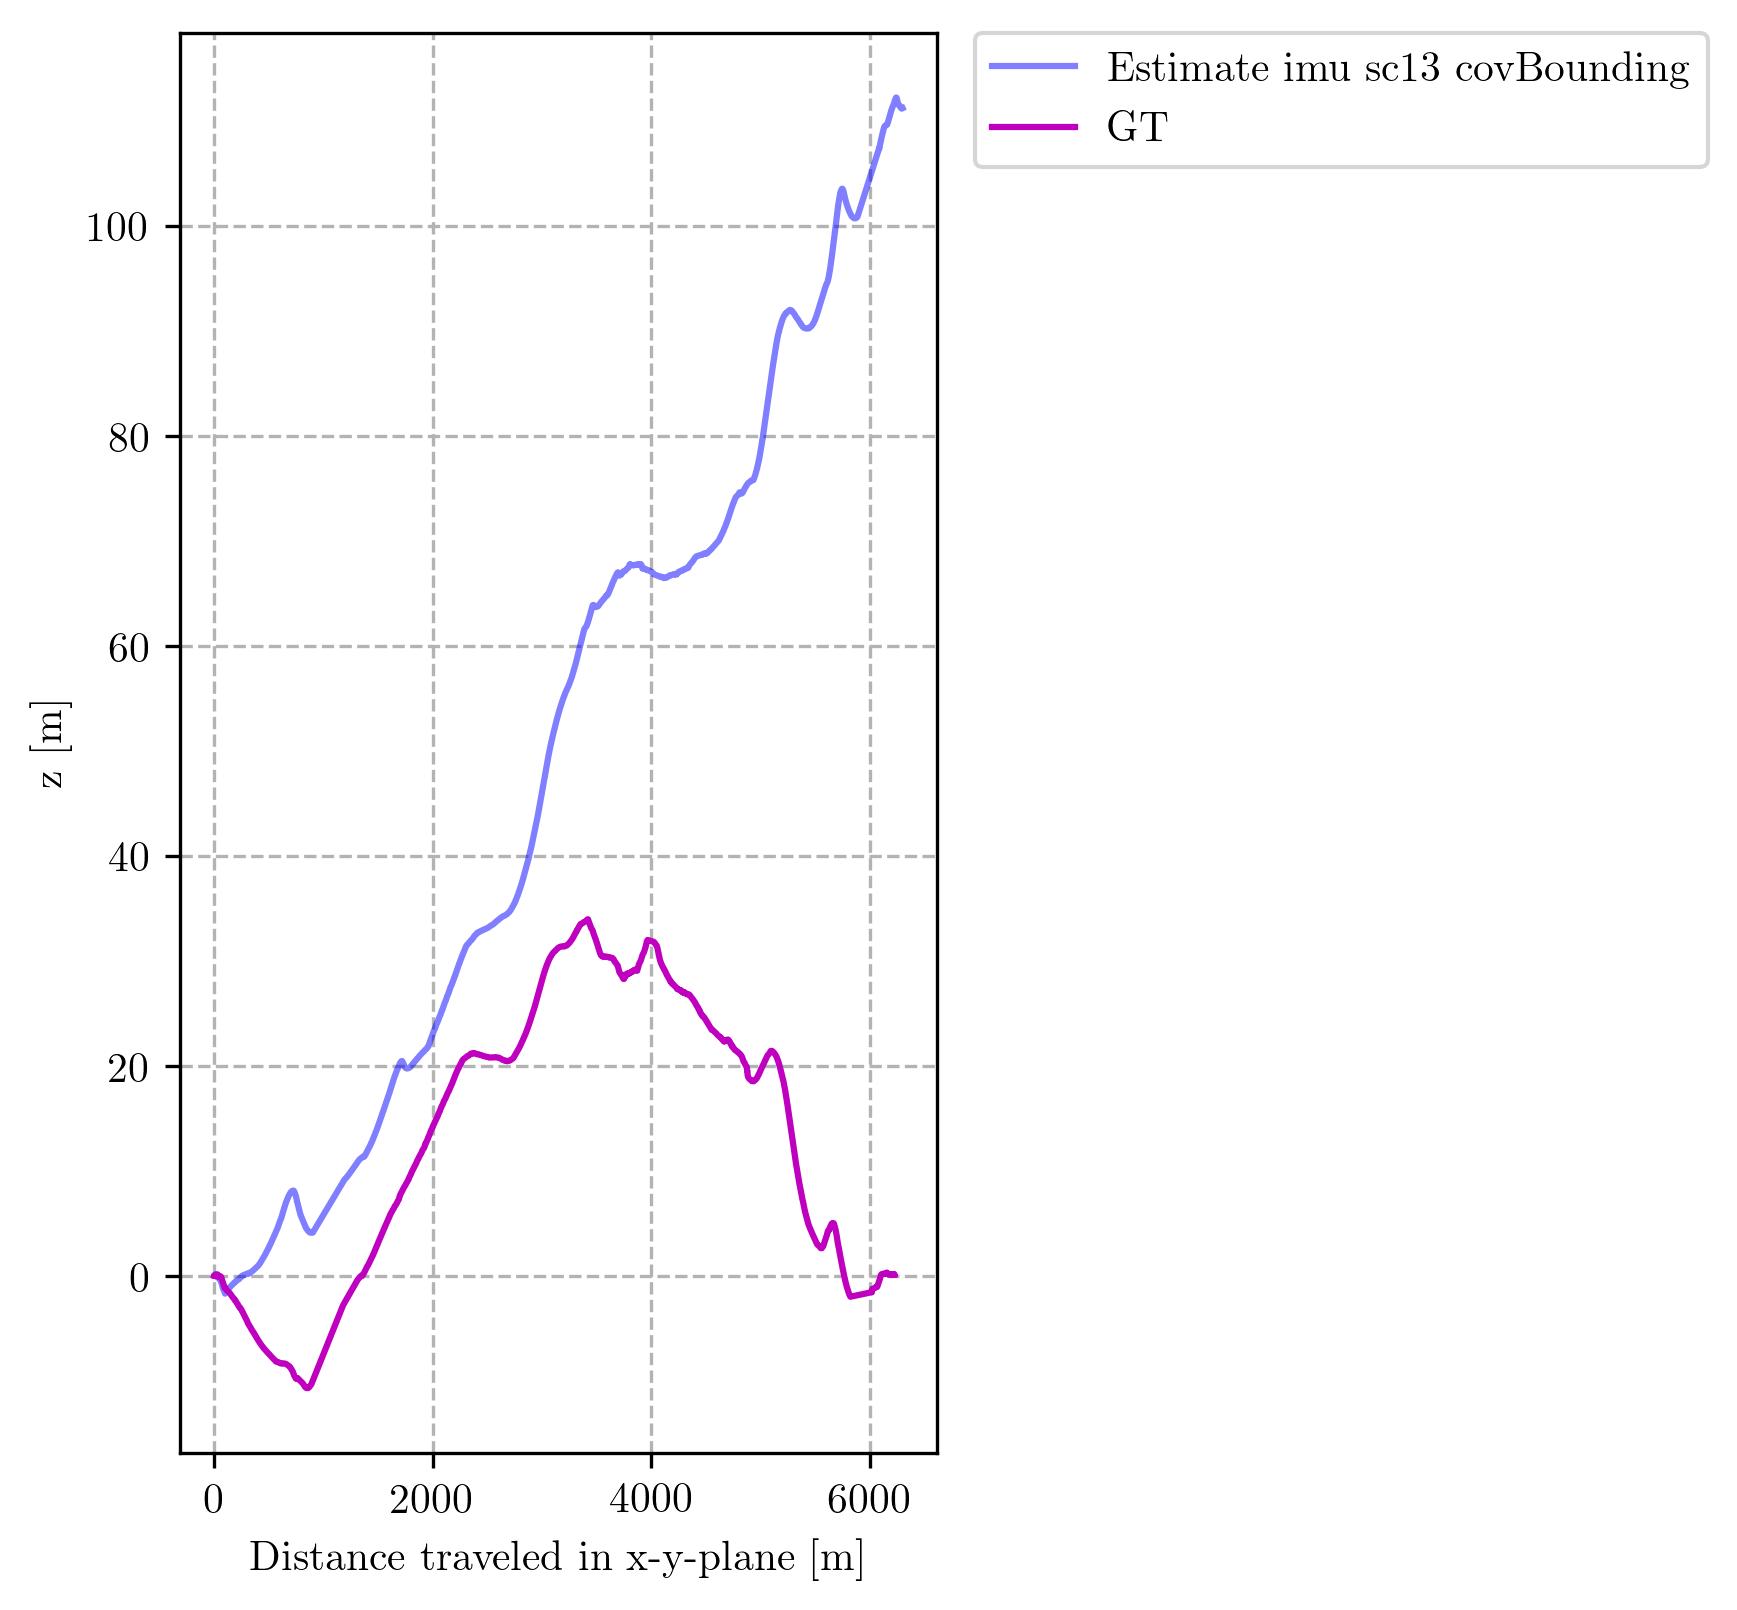 Estimate imu sc13 covBounding
GT
100
80
60
40
20
0
z [m]
0 2000 4000 6000
Distance traveled in x-y-plane [m]